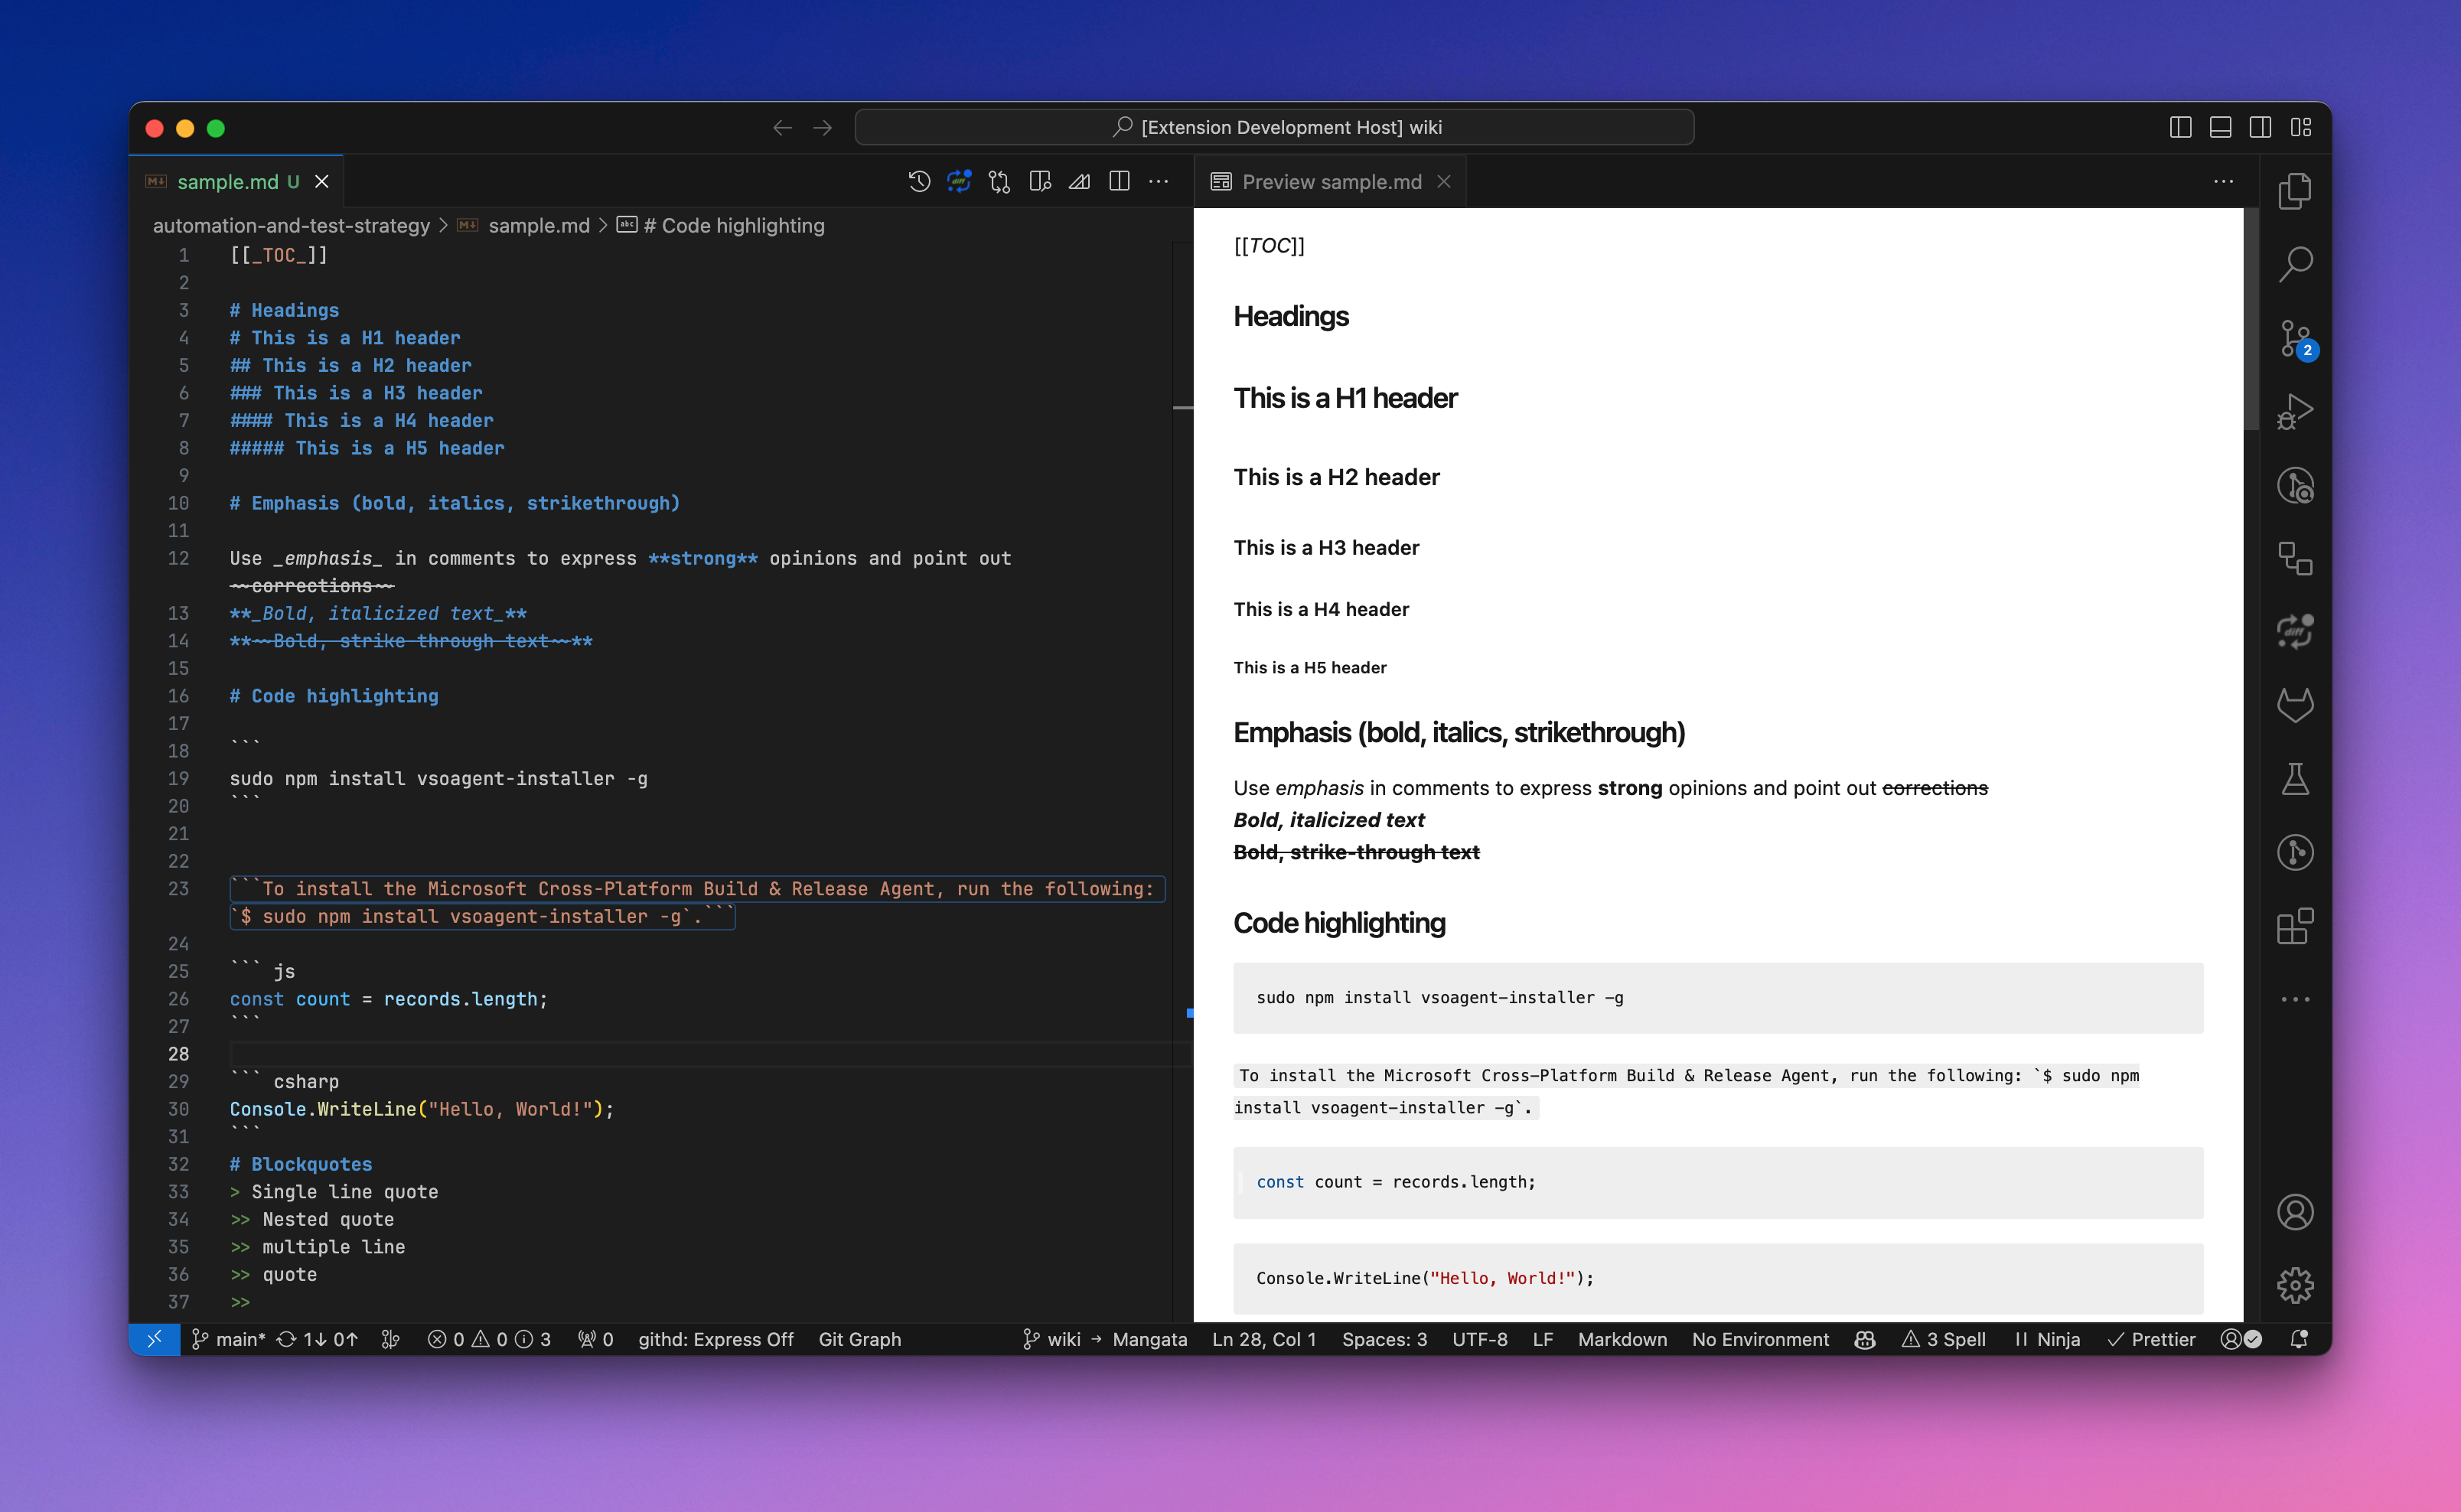 [Extension Development Host] wiki
sample.md U
Preview sample.md
automation-and-test-strategy > sample.md > # Code highlighting
1 [[_TOC_]]
2
3 # Headings
4 # This is a H1 header
5 ## This is a H2 header
6 ### This is a H3 header
7 #### This is a H4 header
8 ##### This is a H5 header
9
10 # Emphasis (bold, italics, strikethrough)
11
12 Use _emphasis_ in comments to express **strong** opinions and point out
~~corrections~~
13 **_Bold, italicized text_**
14 **~~Bold, strike-through text~~**
15
16 # Code highlighting
17
18 ```
19 sudo npm install vsoagent-installer -g
20 ```
21
22
23 ```To install the Microsoft Cross-Platform Build & Release Agent, run the following:
`$ sudo npm install vsoagent-installer -g`.```
24
25 ``` js
26 const count = records.length;
27 ```
28
29 ``` csharp
30 Console.WriteLine("Hello, World!");
31 ```
32 # Blockquotes
33 > Single line quote
34 >> Nested quote
35 >> multiple line
36 >> quote
37 >>
[[TOC]]
Headings
This is a H1 header
This is a H2 header
This is a H3 header
This is a H4 header
This is a H5 header
Emphasis (bold, italics, strikethrough)
Use emphasis in comments to express strong opinions and point out corrections
Bold, italicized text
Bold, strike-through text
Code highlighting
sudo npm install vsoagent-installer -g
To install the Microsoft Cross-Platform Build & Release Agent, run the following: `$ sudo npm
install vsoagent-installer -g`.
const count = records.length;
Console.WriteLine("Hello, World!");
2
diff
main* 1↓ 0↑ 0 0 3 0 githd: Express Off Git Graph wiki → Mangata Ln 28, Col 1 Spaces: 3 UTF-8 LF Markdown No Environment 3 Spell Ninja Prettier